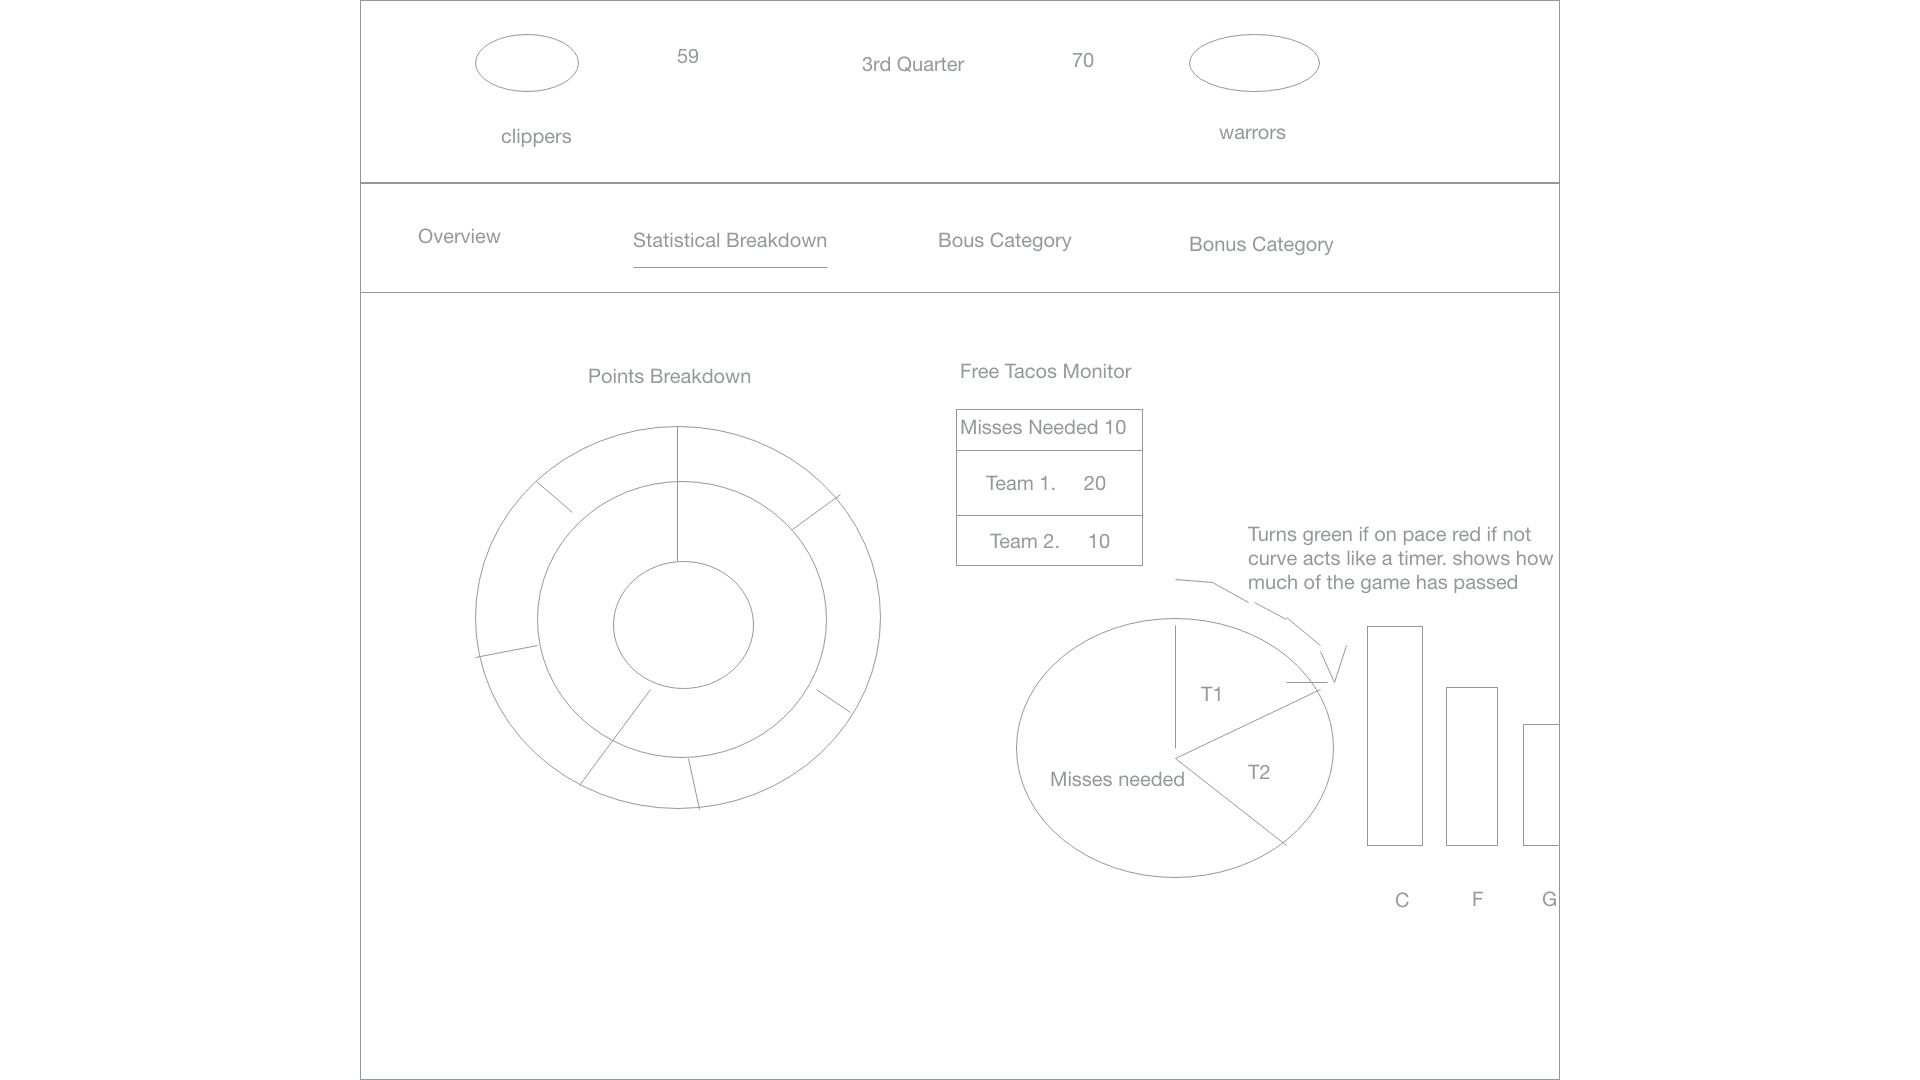 59
3rd Quarter
70
clippers
warrors
Overview
Statistical Breakdown
Bous Category
Bonus Category
Points Breakdown
Free Tacos Monitor
Misses Needed 10
Team 1. 20
Team 2. 10
Turns green if on pace red if not
curve acts like a timer. shows how
much of the game has passed
T1
T2
Misses needed
C
F
G